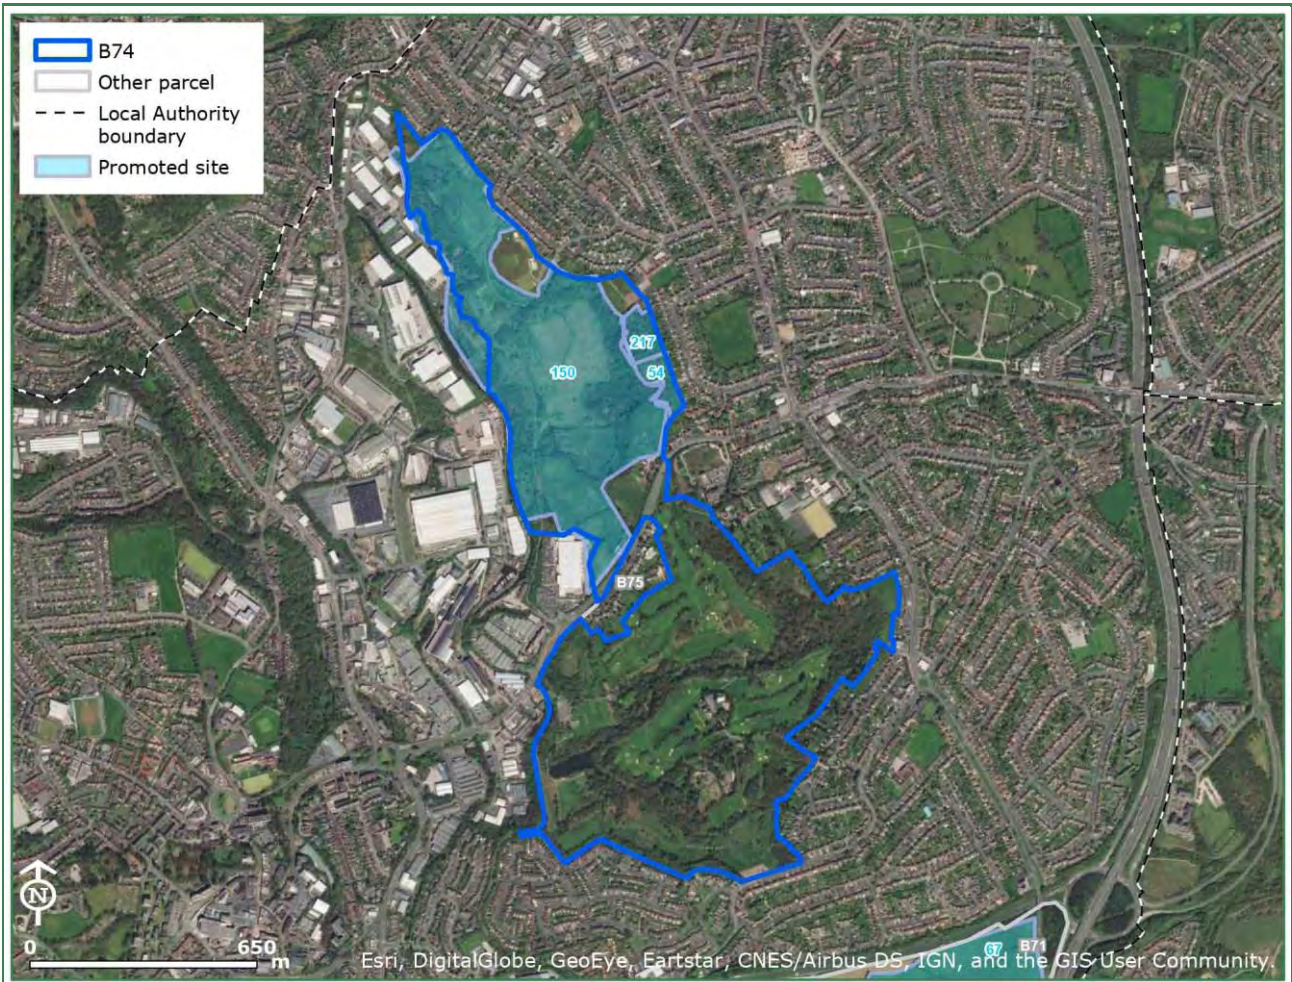 B74
Other parcel
Local Authority
boundary
Promoted site
217
150
54
B75
N
0 650
m
67 B71
Esri, DigitalGlobe, GeoEye, Eartstar, CNES/Airbus DS, IGN, and the GIS User Community.